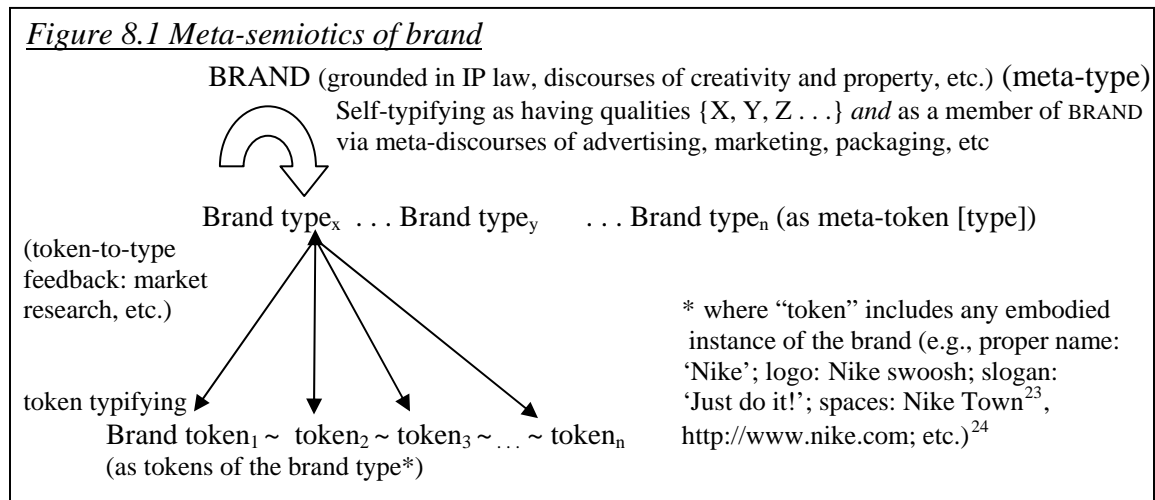 Figure 8.1 Meta-semiotics of brand
BRAND (grounded in IP law, discourses of creativity and property, etc.) (meta-type)
Self-typifying as having qualities {X, Y, Z . . .} and as a member of BRAND
via meta-discourses of advertising, marketing, packaging, etc
Brand typex . . . Brand typey . . . Brand typen (as meta-token [type])
(token-to-type
feedback: market
research, etc.)
* where “token” includes any embodied
instance of the brand (e.g., proper name:
‘Nike’; logo: Nike swoosh; slogan:
‘Just do it!’; spaces: Nike Town23,
http://www.nike.com; etc.)24
token typifying
Brand token1 ~ token2 ~ token3 ~ . . . ~ tokenn
(as tokens of the brand type*)